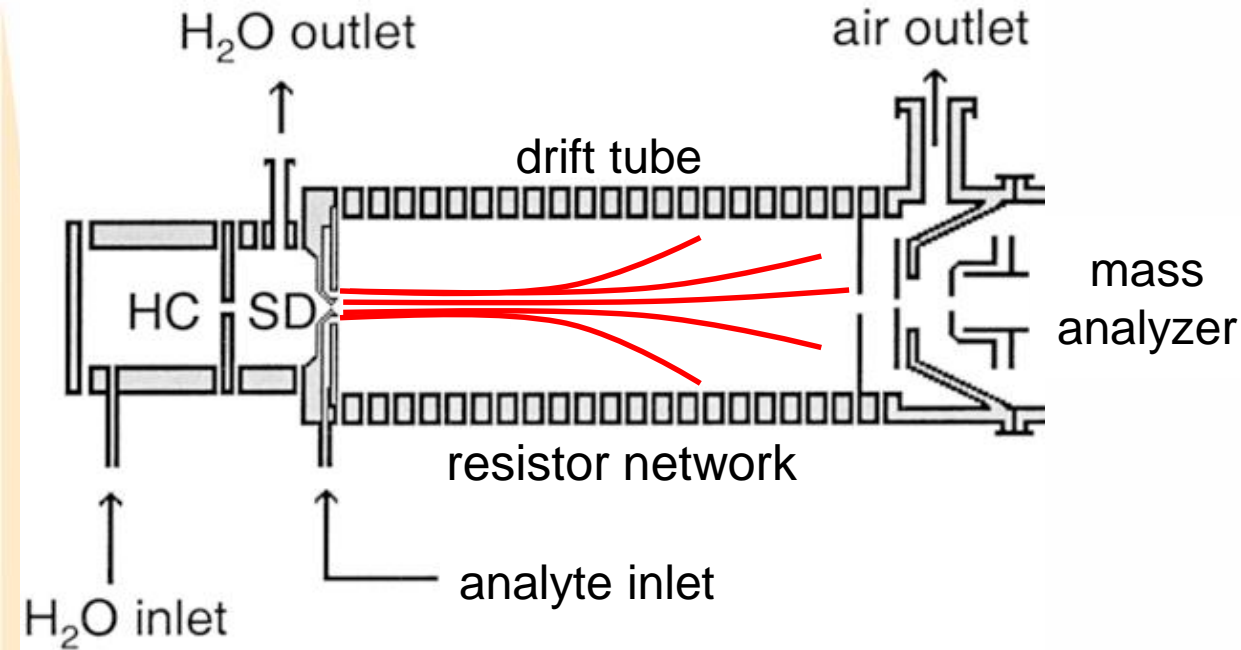 H₂O outlet
air outlet
drift tube
HC
SD
mass
analyzer
resistor network
analyte inlet
H₂O inlet